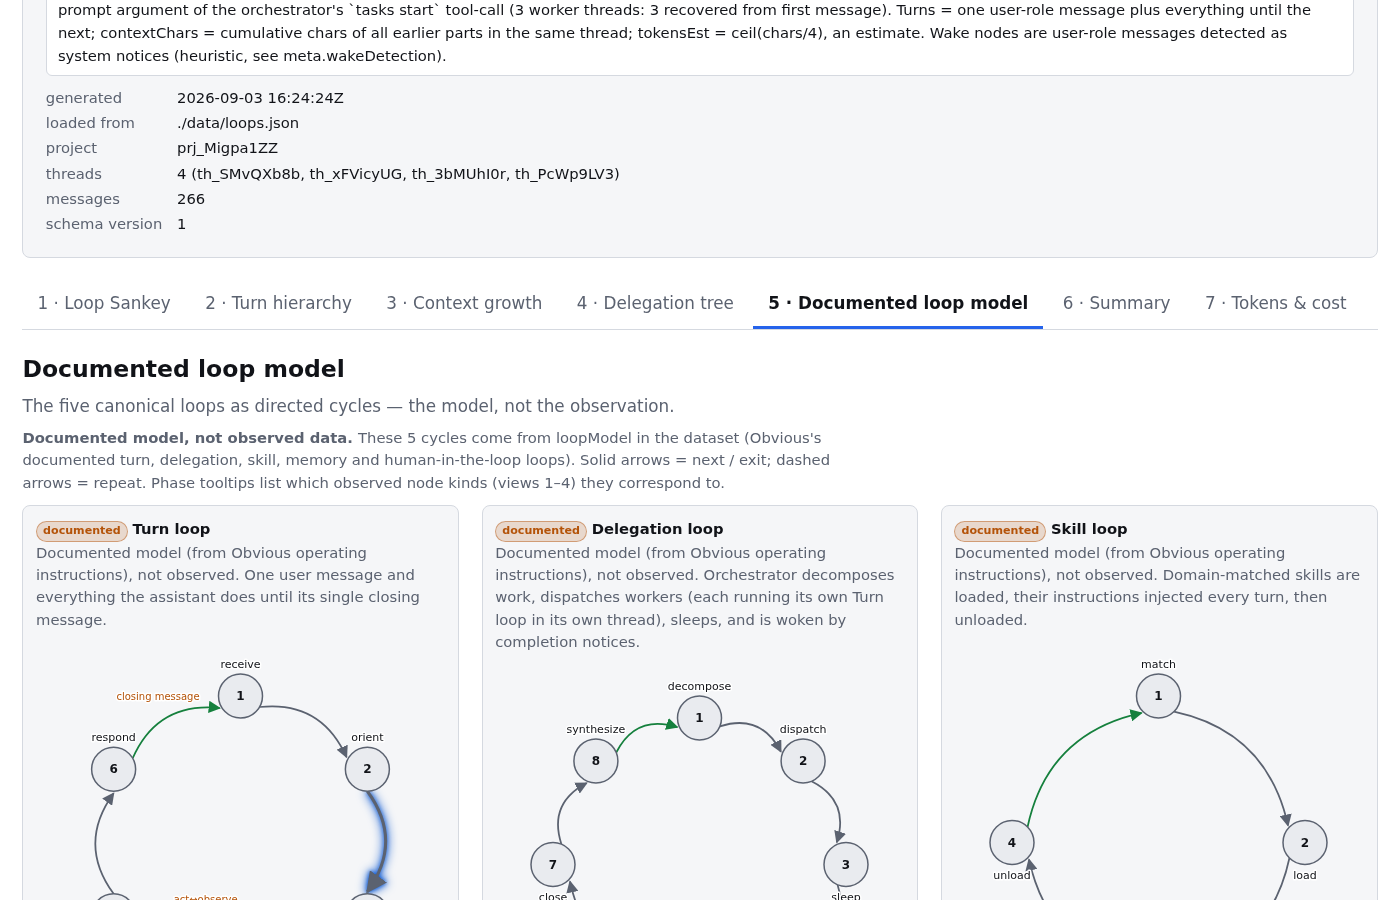 prompt argument of the orchestrator's `tasks start` tool-call (3 worker threads: 3 recovered from first message). Turns = one user-role message plus everything until the
next; contextChars = cumulative chars of all earlier parts in the same thread; tokensEst = ceil(chars/4), an estimate. Wake nodes are user-role messages detected as
system notices (heuristic, see meta.wakeDetection).
generated 2026-09-03 16:24:24Z
loaded from ./data/loops.json
project prj_Migpa1ZZ
threads 4 (th_SMvQXb8b, th_xFVicyUG, th_3bMUhI0r, th_PcWp9LV3)
messages 266
schema version 1
1 · Loop Sankey 2 · Turn hierarchy 3 · Context growth 4 · Delegation tree 5 · Documented loop model 6 · Summary 7 · Tokens & cost
Documented loop model
The five canonical loops as directed cycles — the model, not the observation.
Documented model, not observed data. These 5 cycles come from loopModel in the dataset (Obvious's
documented turn, delegation, skill, memory and human-in-the-loop loops). Solid arrows = next / exit; dashed
arrows = repeat. Phase tooltips list which observed node kinds (views 1–4) they correspond to.
documented Turn loop
Documented model (from Obvious operating
instructions), not observed. One user message and
everything the assistant does until its single closing
message.
receive
closing message
1
respond
orient
6
2
act↔observe
documented Delegation loop
Documented model (from Obvious operating
instructions), not observed. Orchestrator decomposes
work, dispatches workers (each running its own Turn
loop in its own thread), sleeps, and is woken by
completion notices.
decompose
1
synthesize
dispatch
8
2
7
3
close
sleep
documented Skill loop
Documented model (from Obvious operating
instructions), not observed. Domain-matched skills are
loaded, their instructions injected every turn, then
unloaded.
match
1
4
2
unload
load